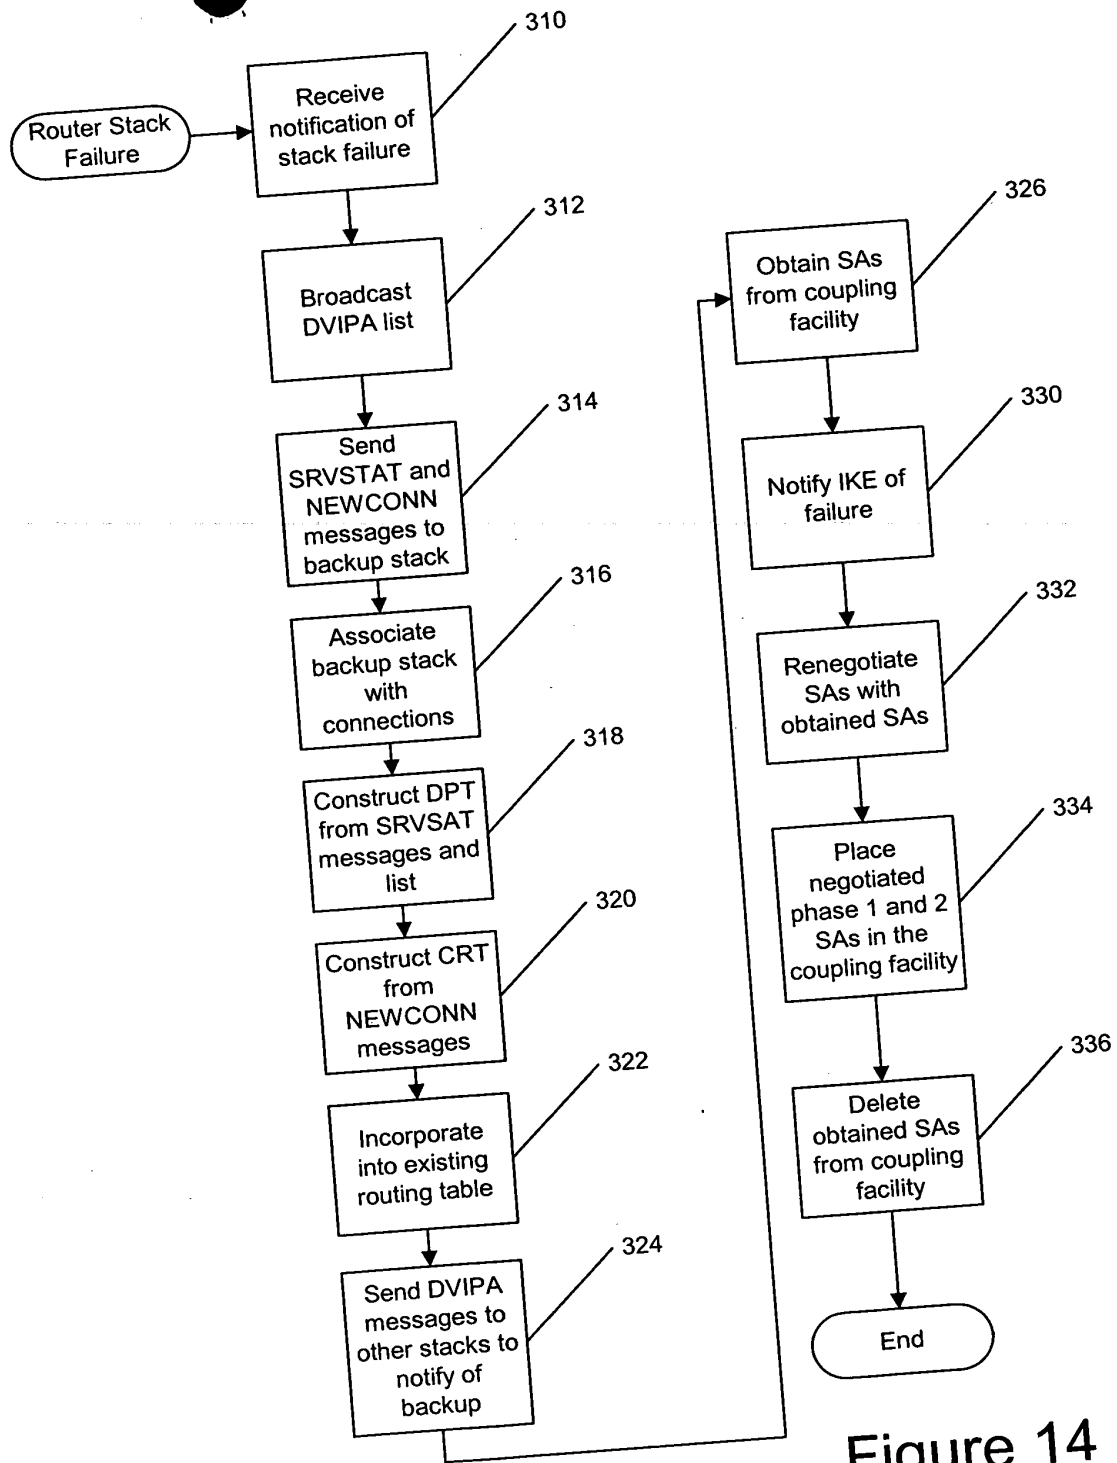 310
Receive
notification of
stack failure
Router Stack
Failure
312
Broadcast
DVIPA list
314
Send
SRVSTAT and
NEWCONN
messages to
backup stack
316
Associate
backup stack
with
connections
318
Construct DPT
from SRVSAT
messages and
list
320
Construct CRT
from
NEWCONN
messages
322
Incorporate
into existing
routing table
324
Send DVIPA
messages to
other stacks to
notify of
backup
326
Obtain SAs
from coupling
facility
330
Notify IKE of
failure
332
Renegotiate
SAs with
obtained SAs
334
Place
negotiated
phase 1 and 2
SAs in the
coupling facility
336
Delete
obtained SAs
from coupling
facility
End
Figure 14